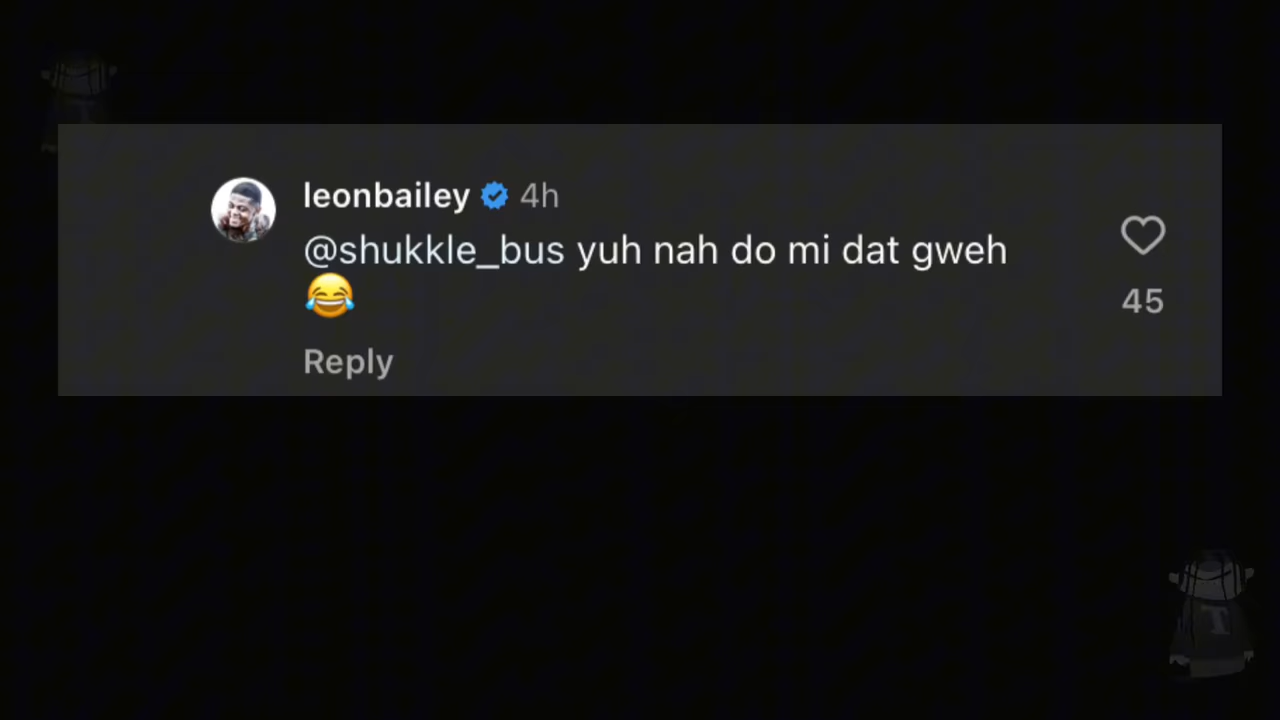 leonbailey 4h
@shukkle_bus yuh nah do mi dat gweh
😂
45
Reply
T